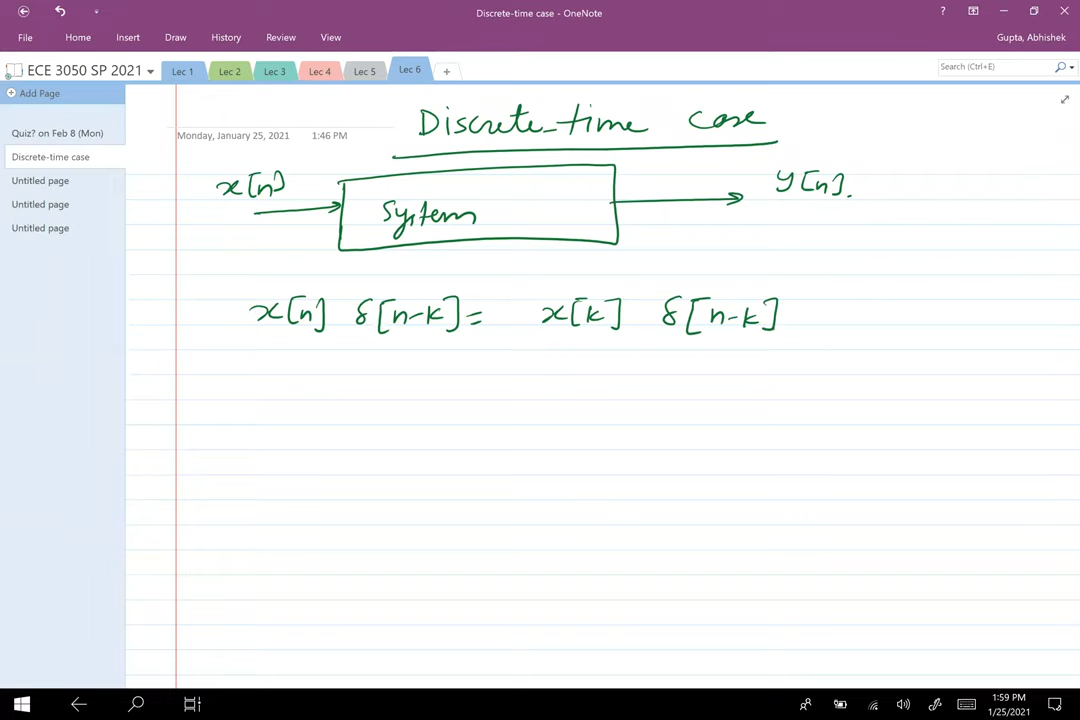 Discrete-time case - OneNote
?
File Home Insert Draw History Review View
Gupta, Abhishek
ECE 3050 SP 2021
Lec 1 Lec 2 Lec 3 Lec 4 Lec 5 Lec 6 +
Search (Ctrl+E)
Add Page
Quiz? on Feb 8 (Mon)
Discrete-time case
Untitled page
Untitled page
Untitled page
Monday, January 25, 2021 1:46 PM
Discrete-time case
x[n] System y[n].
x[n] δ[n-k] = x[k] δ[n-k]
1:59 PM
1/25/2021